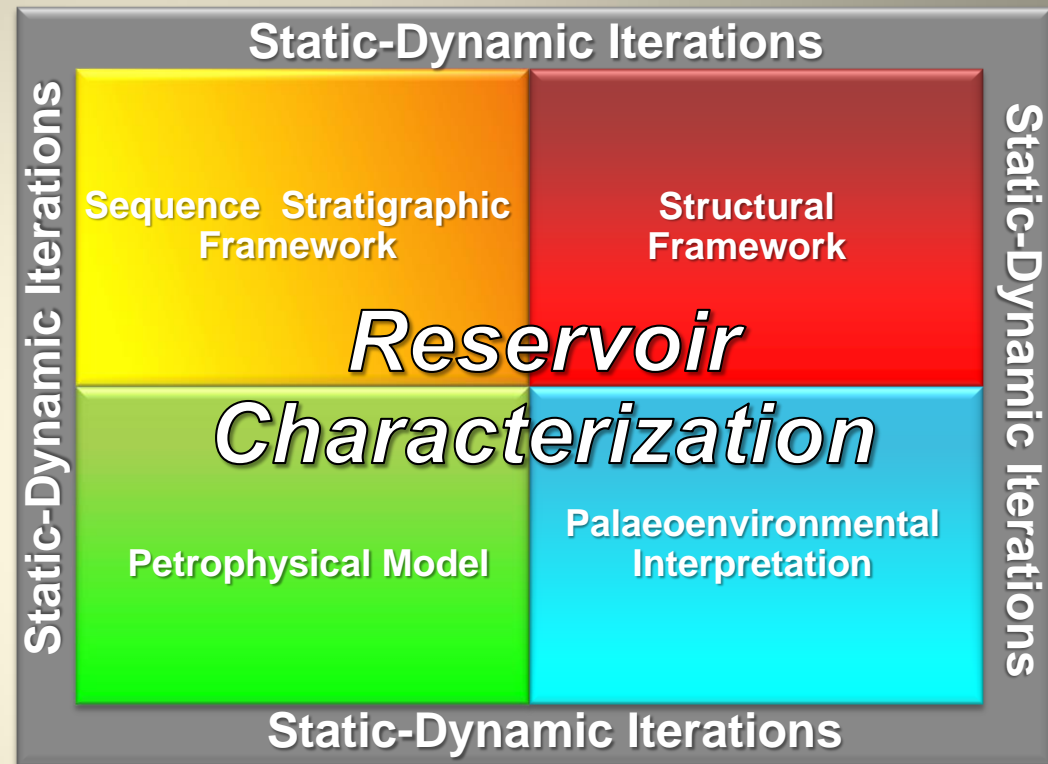 Static-Dynamic Iterations
Static-Dynamic Iterations
Sequence Stratigraphic
Framework
Structural
Framework
Reservoir
Characterization
Petrophysical Model
Palaeoenvironmental
Interpretation
Static-Dynamic Iterations
Static-Dynamic Iterations